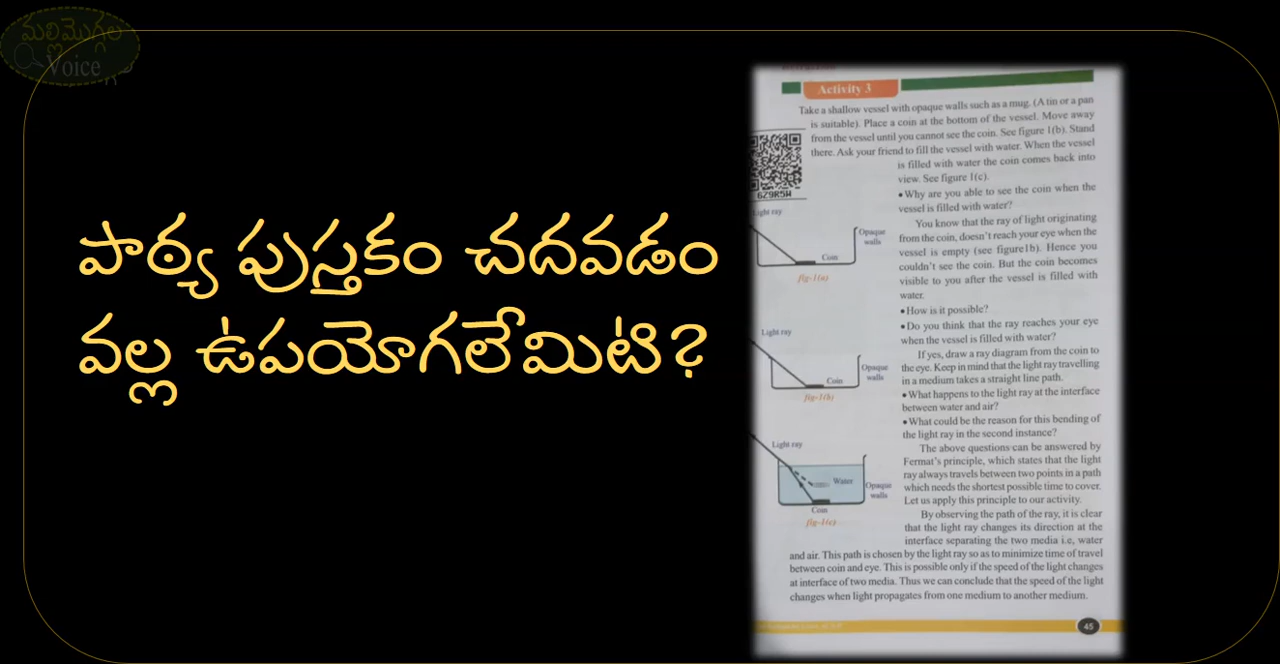 మల్లిమొగ్గల
Voice
పాఠ్య పుస్తకం చదవడం
వల్ల ఉపయోగలేమిటి?
Activity 3
Take a shallow vessel with opaque walls such as a mug. (A tin or a pan
is suitable). Place a coin at the bottom of the vessel. Move away
from the vessel until you cannot see the coin. See figure 1(b). Stand
there. Ask your friend to fill the vessel with water. When the vessel
is filled with water the coin comes back into
view. See figure 1(c).
• Why are you able to see the coin when the
vessel is filled with water?
You know that the ray of light originating
from the coin, doesn't reach your eye when the
vessel is empty (see figure1b). Hence you
couldn't see the coin. But the coin becomes
visible to you after the vessel is filled with
water.
• How is it possible?
• Do you think that the ray reaches your eye
when the vessel is filled with water?
If yes, draw a ray diagram from the coin to
the eye. Keep in mind that the light ray travelling
in a medium takes a straight line path.
• What happens to the light ray at the interface
between water and air?
• What could be the reason for this bending of
the light ray in the second instance?
The above questions can be answered by
Fermat's principle, which states that the light
ray always travels between two points in a path
which needs the shortest possible time to cover.
Let us apply this principle to our activity.
By observing the path of the ray, it is clear
that the light ray changes its direction at the
interface separating the two media i.e, water
and air. This path is chosen by the light ray so as to minimize time of travel
between coin and eye. This is possible only if the speed of the light changes
at interface of two media. Thus we can conclude that the speed of the light
changes when light propagates from one medium to another medium.
6Z9R5W
Light ray
Opaque
walls
Coin
fig-1(a)
Light ray
Opaque
walls
Coin
fig-1(b)
Light ray
Water
Opaque
walls
Coin
fig-1(c)
45